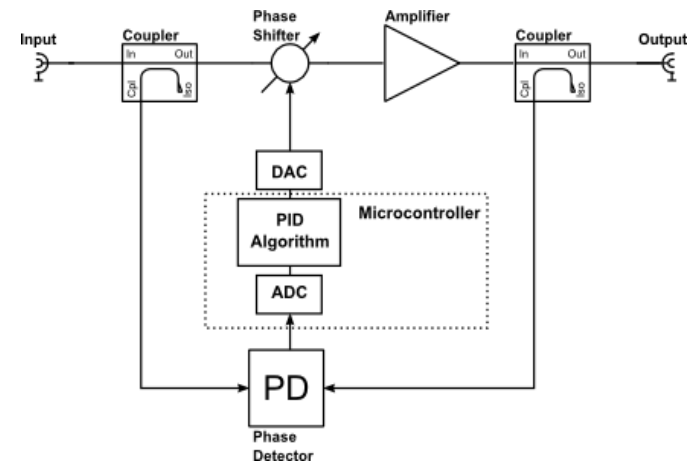 Input
Coupler
In Out
Cpl
Iso
Phase
Shifter
Amplifier
Coupler
In Out
Cpl
Iso
Output
DAC
Microcontroller
PID
Algorithm
ADC
PD
Phase
Detector